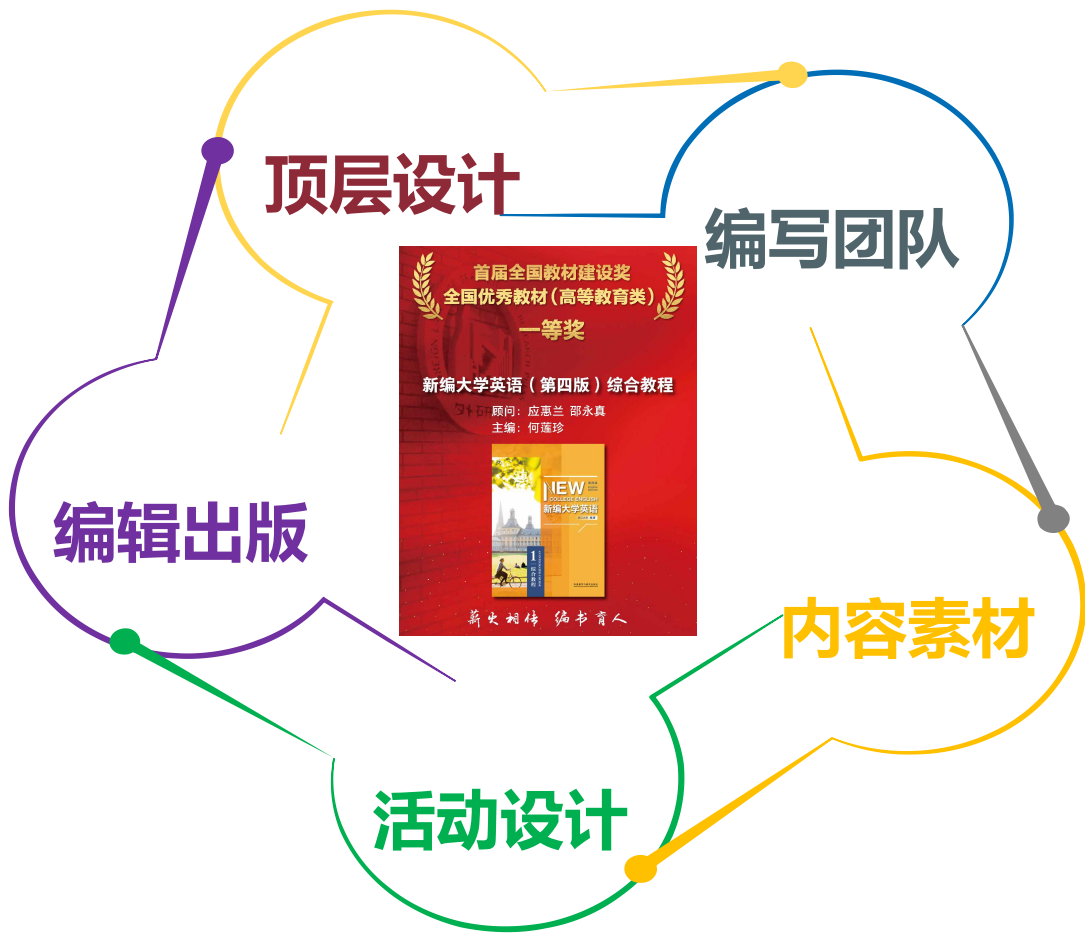 顶层设计
编写团队
首届全国教材建设奖
全国优秀教材（高等教育类）
一等奖
新编大学英语（第四版）综合教程
顾问：应惠兰 邵永真
主编：何莲珍
NEW
COLLEGE ENGLISH
新编大学英语
1
综合教程
薪火相传 编书育人
编辑出版
内容素材
活动设计